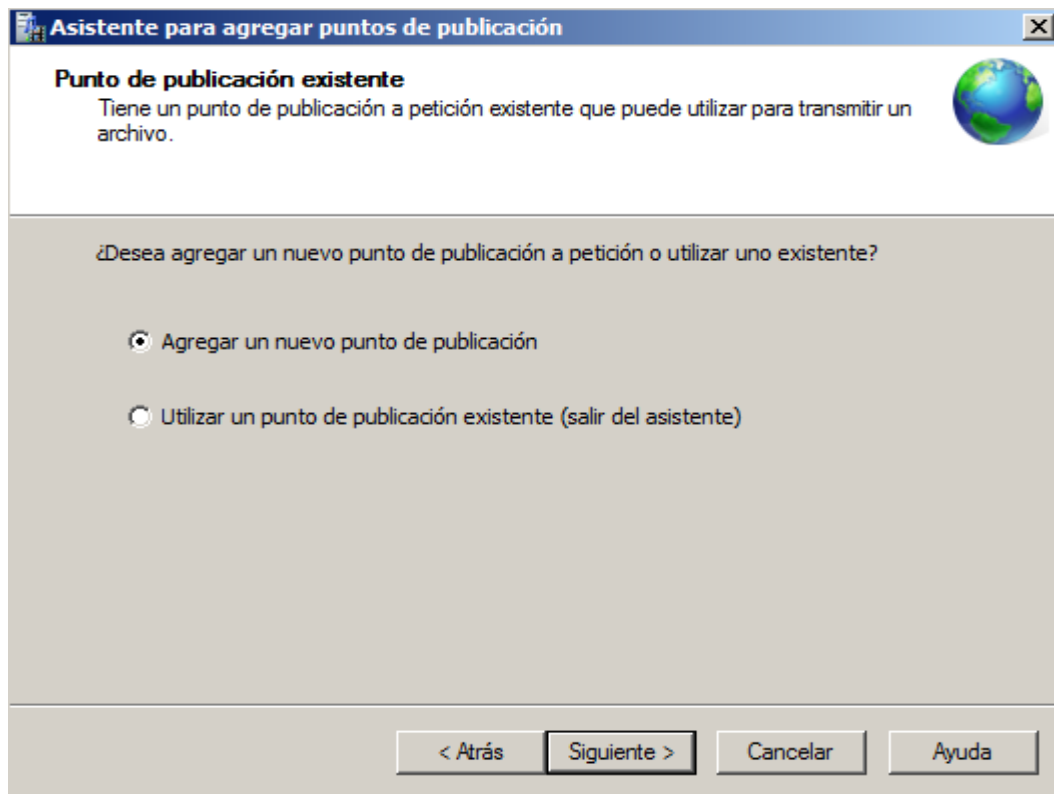 Asistente para agregar puntos de publicación
Punto de publicación existente
Tiene un punto de publicación a petición existente que puede utilizar para transmitir un
archivo.
¿Desea agregar un nuevo punto de publicación a petición o utilizar uno existente?
Agregar un nuevo punto de publicación
Utilizar un punto de publicación existente (salir del asistente)
< Atrás Siguiente > Cancelar Ayuda